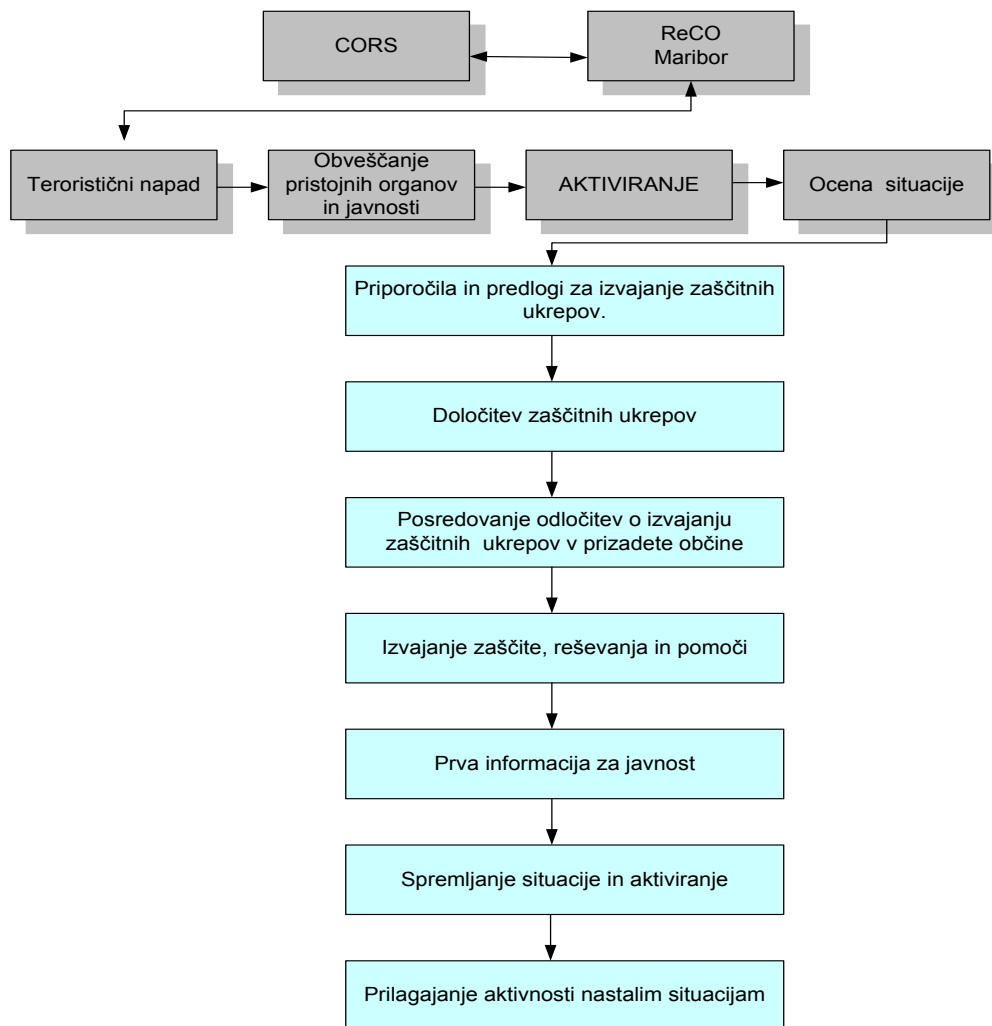 CORS
ReCO
Maribor
Teroristični napad
Obveščanje
pristojnih organov
in javnosti
AKTIVIRANJE
Ocena situacije
Priporočila in predlogi za izvajanje zaščitnih
ukrepov.
Določitev zaščitnih ukrepov
Posredovanje odločitev o izvajanju
zaščitnih ukrepov v prizadete občine
Izvajanje zaščite, reševanja in pomoči
Prva informacija za javnost
Spremljanje situacije in aktiviranje
Prilagajanje aktivnosti nastalim situacijam